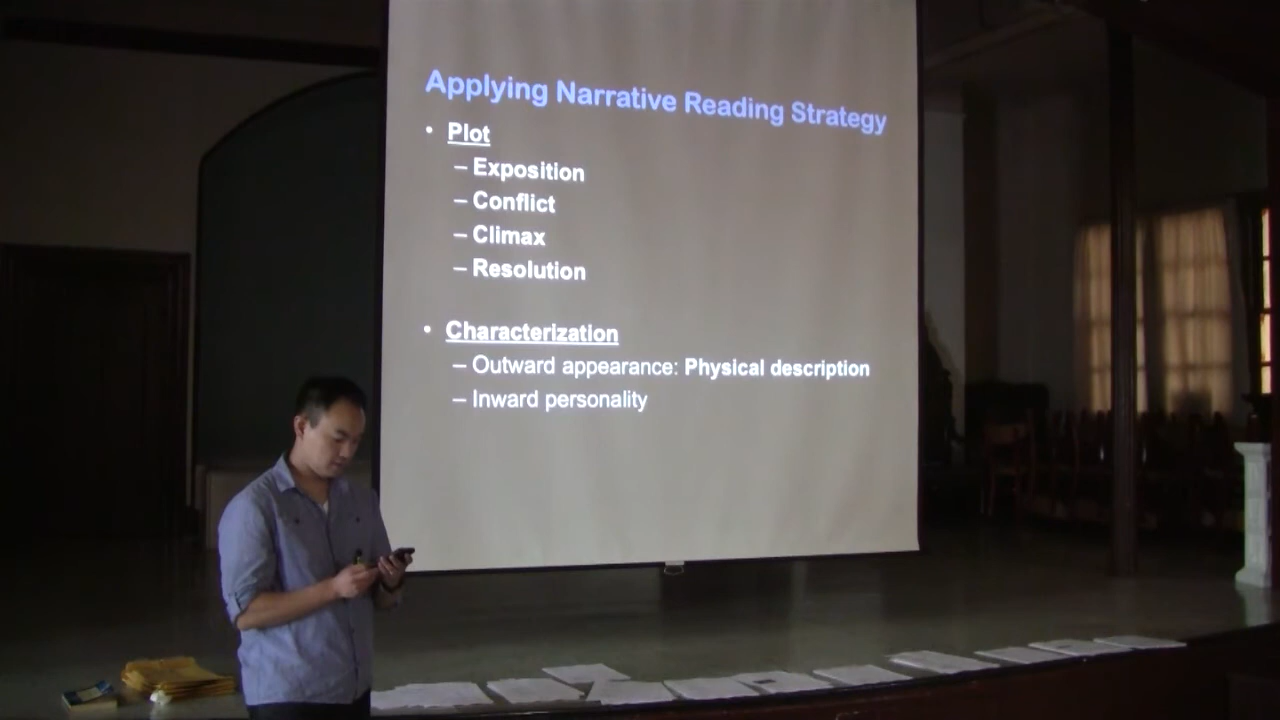 Applying Narrative Reading Strategy
• Plot
– Exposition
– Conflict
– Climax
– Resolution
• Characterization
– Outward appearance: Physical description
– Inward personality